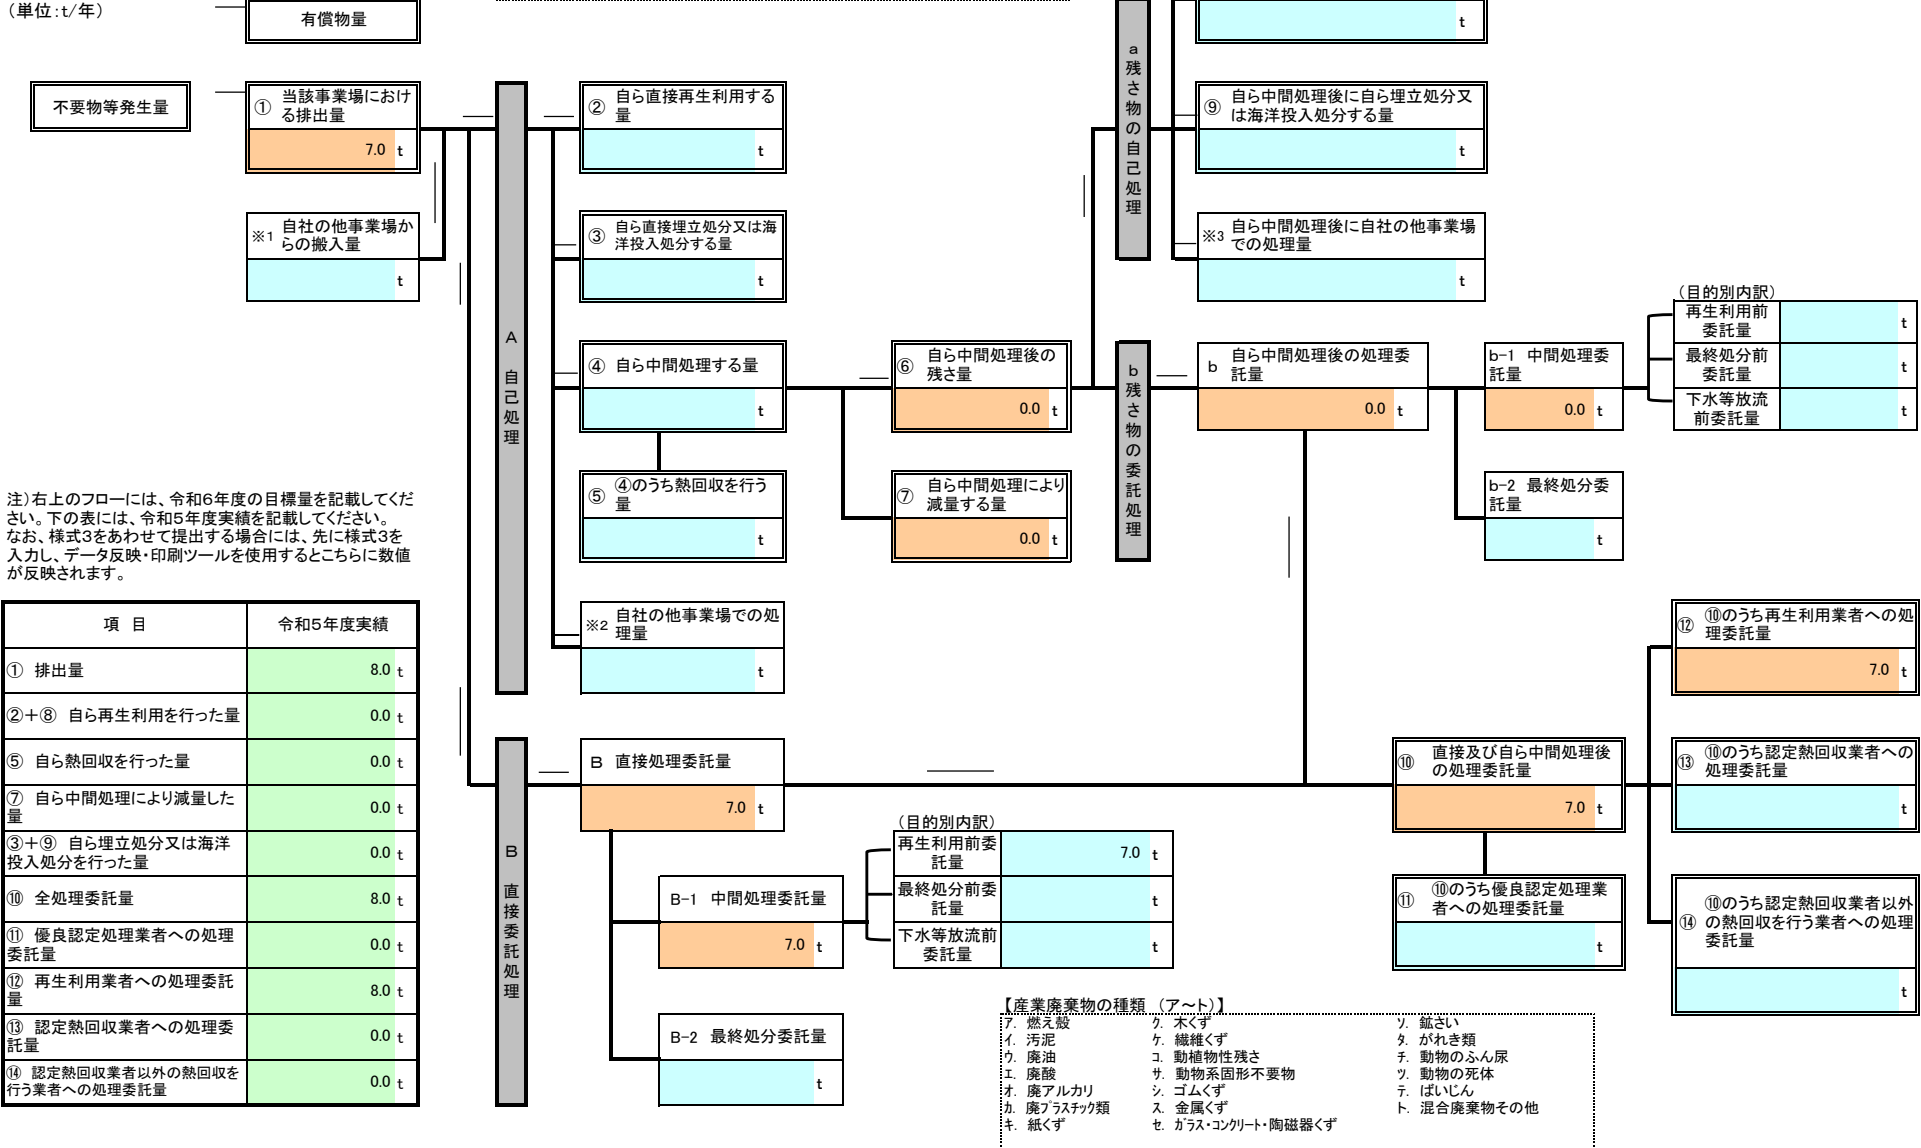 （単位:t/年）
有償物量
t
不要物等発生量
① 当該事業場におけ
る排出量
7.0 t
※1 自社の他事業場か
らの搬入量
t
A 自己処理
② 自ら直接再生利用する
量
t
③ 自ら直接埋立処分又は海
洋投入処分する量
t
④ 自ら中間処理する量
t
⑤ ④のうち熱回収を行う
量
t
※2 自社の他事業場での処
理量
t
⑥ 自ら中間処理後の
残さ量
0.0 t
⑦ 自ら中間処理により
減量する量
0.0 t
a残さ物の自己処理
⑨ 自ら中間処理後に自ら埋立処分又
は海洋投入処分する量
t
※3 自ら中間処理後に自社の他事業場
での処理量
t
b残さ物の委託処理
b 自ら中間処理後の処理委
託量
0.0 t
b-1 中間処理委
託量
0.0 t
b-2 最終処分委
託量
t
（目的別内訳）
再生利用前
委託量
t
最終処分前
委託量
t
下水等放流
前委託量
t
注）右上のフローには、令和６年度の目標量を記載してくだ
さい。下の表には、令和５年度実績を記載してください。
なお、様式３をあわせて提出する場合には、先に様式３を
入力し、データ反映・印刷ツールを使用するとこちらに数値
が反映されます。
項 目 令和５年度実績
① 排出量 8.0 t
②＋⑧ 自ら再生利用を行った量 0.0 t
⑤ 自ら熱回収を行った量 0.0 t
⑦ 自ら中間処理により減量した
量 0.0 t
③＋⑨ 自ら埋立処分又は海洋
投入処分を行った量 0.0 t
⑩ 全処理委託量 8.0 t
⑪ 優良認定処理業者への処理
委託量 0.0 t
⑫ 再生利用業者への処理委託
量 8.0 t
⑬ 認定熱回収業者への処理委
託量 0.0 t
⑭ 認定熱回収業者以外の熱回収を
行う業者への処理委託量 0.0 t
B 直接委託処理
B 直接処理委託量
7.0 t
B-1 中間処理委託量
7.0 t
B-2 最終処分委託量
t
（目的別内訳）
再生利用前委
託量
7.0 t
最終処分前委
託量
t
下水等放流前
委託量
t
⑩ 直接及び自ら中間処理後
の処理委託量
7.0 t
⑪ ⑩のうち優良認定処理業
者への処理委託量
t
⑫ ⑩のうち再生利用業者への処
理委託量
7.0 t
⑬ ⑩のうち認定熱回収業者への
処理委託量
t
⑭ ⑩のうち認定熱回収業者以外
の熱回収を行う業者への処理
委託量
t
【産業廃棄物の種類 （ア～ト）】
ｱ. 燃え殻 ｸ. 木くず ｿ. 鉱さい
ｲ. 汚泥 ｹ. 繊維くず ﾀ. がれき類
ｳ. 廃油 ｺ. 動植物性残さ ﾁ. 動物のふん尿
ｴ. 廃酸 ｻ. 動物系固形不要物 ﾂ. 動物の死体
ｵ. 廃アルカリ ｼ. ゴムくず ﾃ. ばいじん
ｶ. 廃ﾌﾟﾗｽﾁｯｸ類 ｽ. 金属くず ﾄ. 混合廃棄物その他
ｷ. 紙くず ｾ. ｶﾞﾗｽ・ｺﾝｸﾘｰﾄ・陶磁器くず